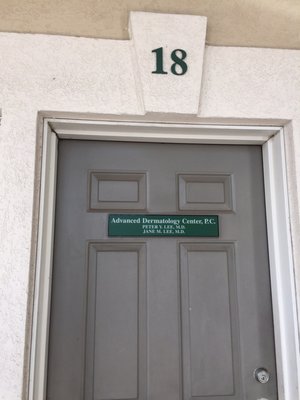 18
Advanced Dermatology Center, P.C.
PETER Y. LEE, M.D.
JANE M. LEE, M.D.